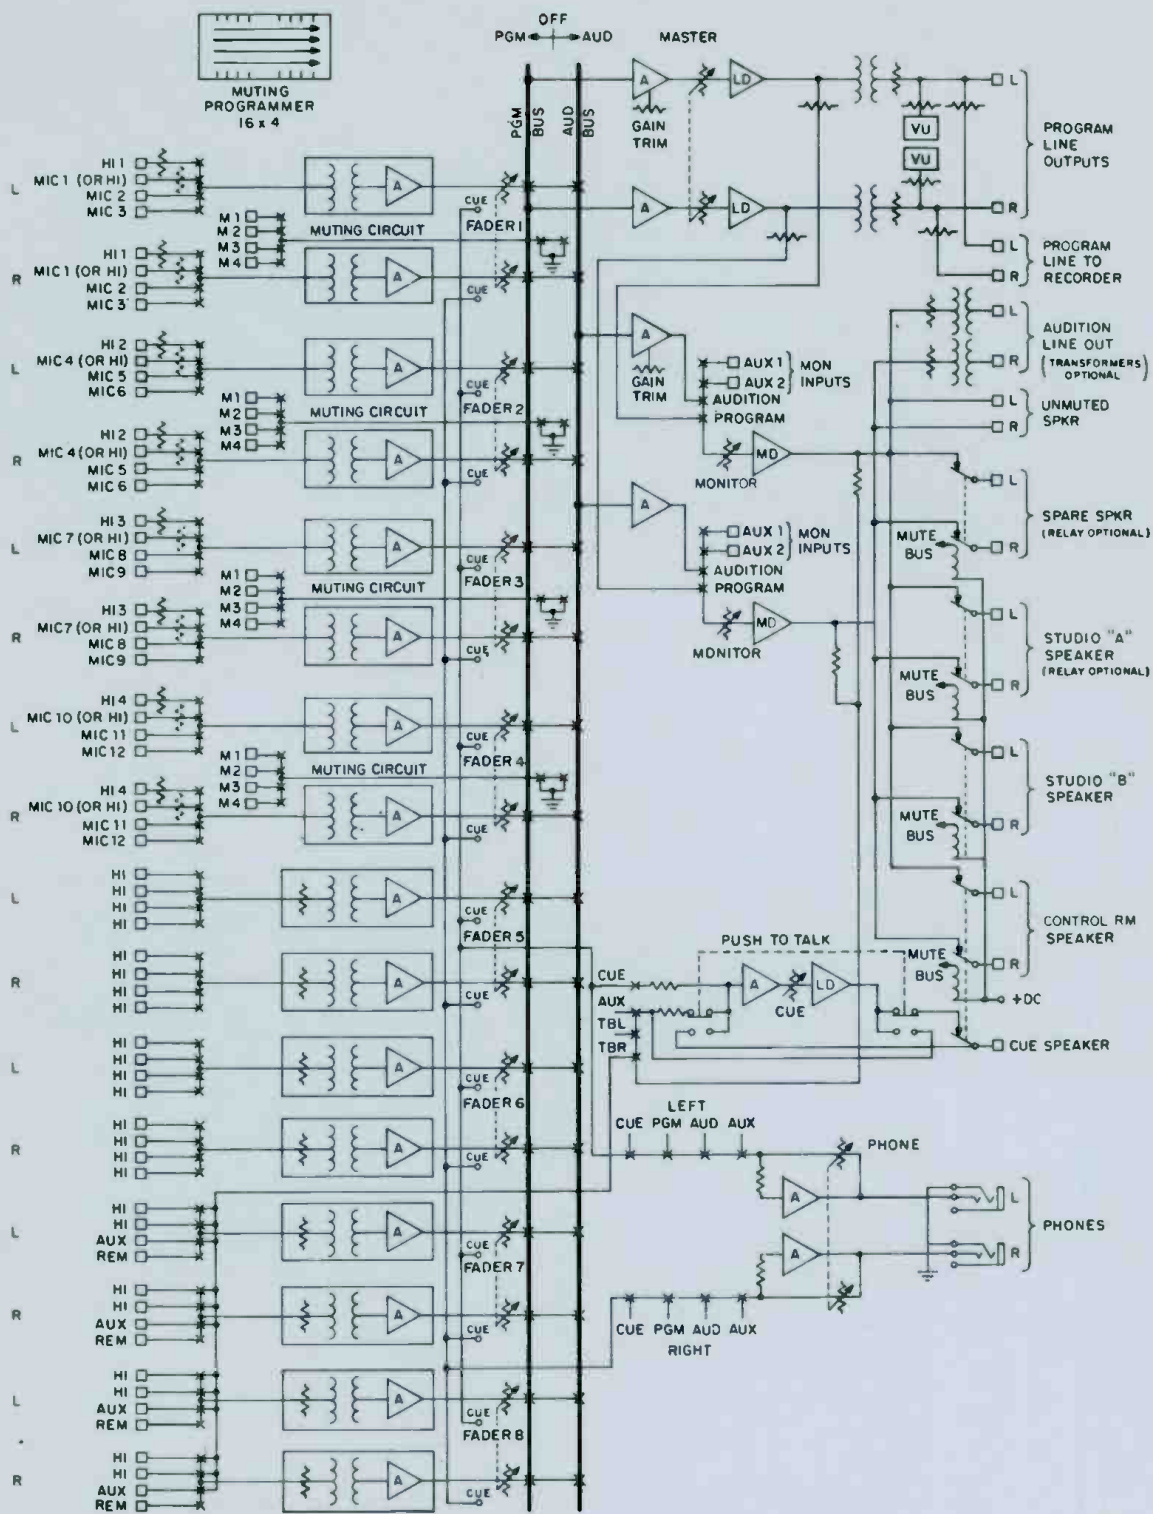 OFF
PGM AUD
MASTER
MUTING
PROGRAMMER
16 x 4
PGM BUS
AUD BUS
A
LD
GAIN
TRIM
VU
VU
L
PROGRAM
LINE
OUTPUTS
A
LD
R
L
PROGRAM
LINE TO
RECORDER
R
L
HI 1
MIC 1 (OR HI)
MIC 2
MIC 3
A
CUE
FADER 1
M1
M2
M3
M4
MUTING CIRCUIT
R
HI 1
MIC 1 (OR HI)
MIC 2
MIC 3
A
CUE
L
HI 2
MIC 4 (OR HI)
MIC 5
MIC 6
A
CUE
FADER 2
M1
M2
M3
M4
MUTING CIRCUIT
R
HI 2
MIC 4 (OR HI)
MIC 5
MIC 6
A
CUE
L
HI 3
MIC 7 (OR HI)
MIC 8
MIC 9
A
CUE
FADER 3
M1
M2
M3
M4
MUTING CIRCUIT
R
HI 3
MIC 7 (OR HI)
MIC 8
MIC 9
A
CUE
L
HI 4
MIC 10 (OR HI)
MIC 11
MIC 12
A
CUE
FADER 4
M1
M2
M3
M4
MUTING CIRCUIT
R
HI 4
MIC 10 (OR HI)
MIC 11
MIC 12
A
CUE
L
HI
HI
HI
HI
A
CUE
FADER 5
R
HI
HI
HI
HI
A
CUE
L
HI
HI
HI
HI
A
CUE
FADER 6
R
HI
HI
HI
HI
A
CUE
L
HI
HI
AUX
REM
A
CUE
FADER 7
R
HI
HI
AUX
REM
A
CUE
L
HI
HI
AUX
REM
A
CUE
FADER 8
R
HI
HI
AUX
REM
A
CUE
A
GAIN
TRIM
AUX 1
AUX 2
MON
INPUTS
AUDITION
PROGRAM
MD
MONITOR
A
AUX 1
AUX 2
MON
INPUTS
AUDITION
PROGRAM
MD
MONITOR
L
R
AUDITION
LINE OUT
(TRANSFORMERS
OPTIONAL)
L
R
UNMUTED
SPKR
L
R
SPARE SPKR
(RELAY OPTIONAL)
MUTE
BUS
L
R
STUDIO "A"
SPEAKER
(RELAY OPTIONAL)
MUTE
BUS
L
R
STUDIO "B"
SPEAKER
MUTE
BUS
L
R
CONTROL RM
SPEAKER
MUTE
BUS
+DC
CUE SPEAKER
PUSH TO TALK
CUE
AUX
TBL
TBR
A
CUE
LD
LEFT
CUE PGM AUD AUX
PHONE
A
A
L
R
PHONES
CUE PGM AUD AUX
RIGHT